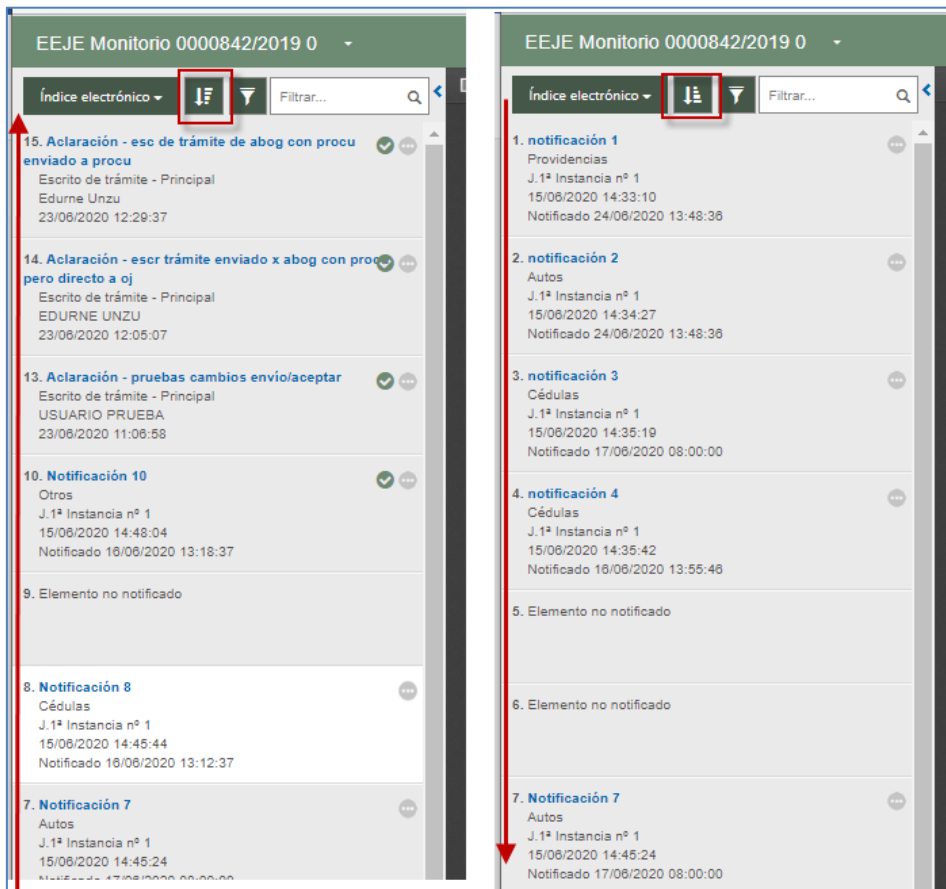 EEJE Monitorio 0000842/2019 0
Índice electrónico
Filtrar...
15. Aclaración - esc de trámite de abog con procu
enviado a procu
Escrito de trámite - Principal
Edurne Unzu
23/06/2020 12:29:37
14. Aclaración - escr trámite enviado x abog con procu
pero directo a oj
Escrito de trámite - Principal
EDURNE UNZU
23/06/2020 12:05:07
13. Aclaración - pruebas cambios envío/aceptar
Escrito de trámite - Principal
USUARIO PRUEBA
23/06/2020 11:06:58
10. Notificación 10
Otros
J.1ª Instancia nº 1
15/06/2020 14:48:04
Notificado 16/06/2020 13:18:37
9. Elemento no notificado
8. Notificación 8
Cédulas
J.1ª Instancia nº 1
15/06/2020 14:45:44
Notificado 16/06/2020 13:12:37
7. Notificación 7
Autos
J.1ª Instancia nº 1
15/06/2020 14:45:24
Notificado 17/06/2020 08:00:00
EEJE Monitorio 0000842/2019 0
Índice electrónico
Filtrar...
1. notificación 1
Providencias
J.1ª Instancia nº 1
15/06/2020 14:33:10
Notificado 24/06/2020 13:48:36
2. notificación 2
Autos
J.1ª Instancia nº 1
15/06/2020 14:34:27
Notificado 24/06/2020 13:48:36
3. notificación 3
Cédulas
J.1ª Instancia nº 1
15/06/2020 14:35:19
Notificado 17/06/2020 08:00:00
4. notificación 4
Cédulas
J.1ª Instancia nº 1
15/06/2020 14:35:42
Notificado 16/06/2020 13:55:46
5. Elemento no notificado
6. Elemento no notificado
7. Notificación 7
Autos
J.1ª Instancia nº 1
15/06/2020 14:45:24
Notificado 17/06/2020 08:00:00